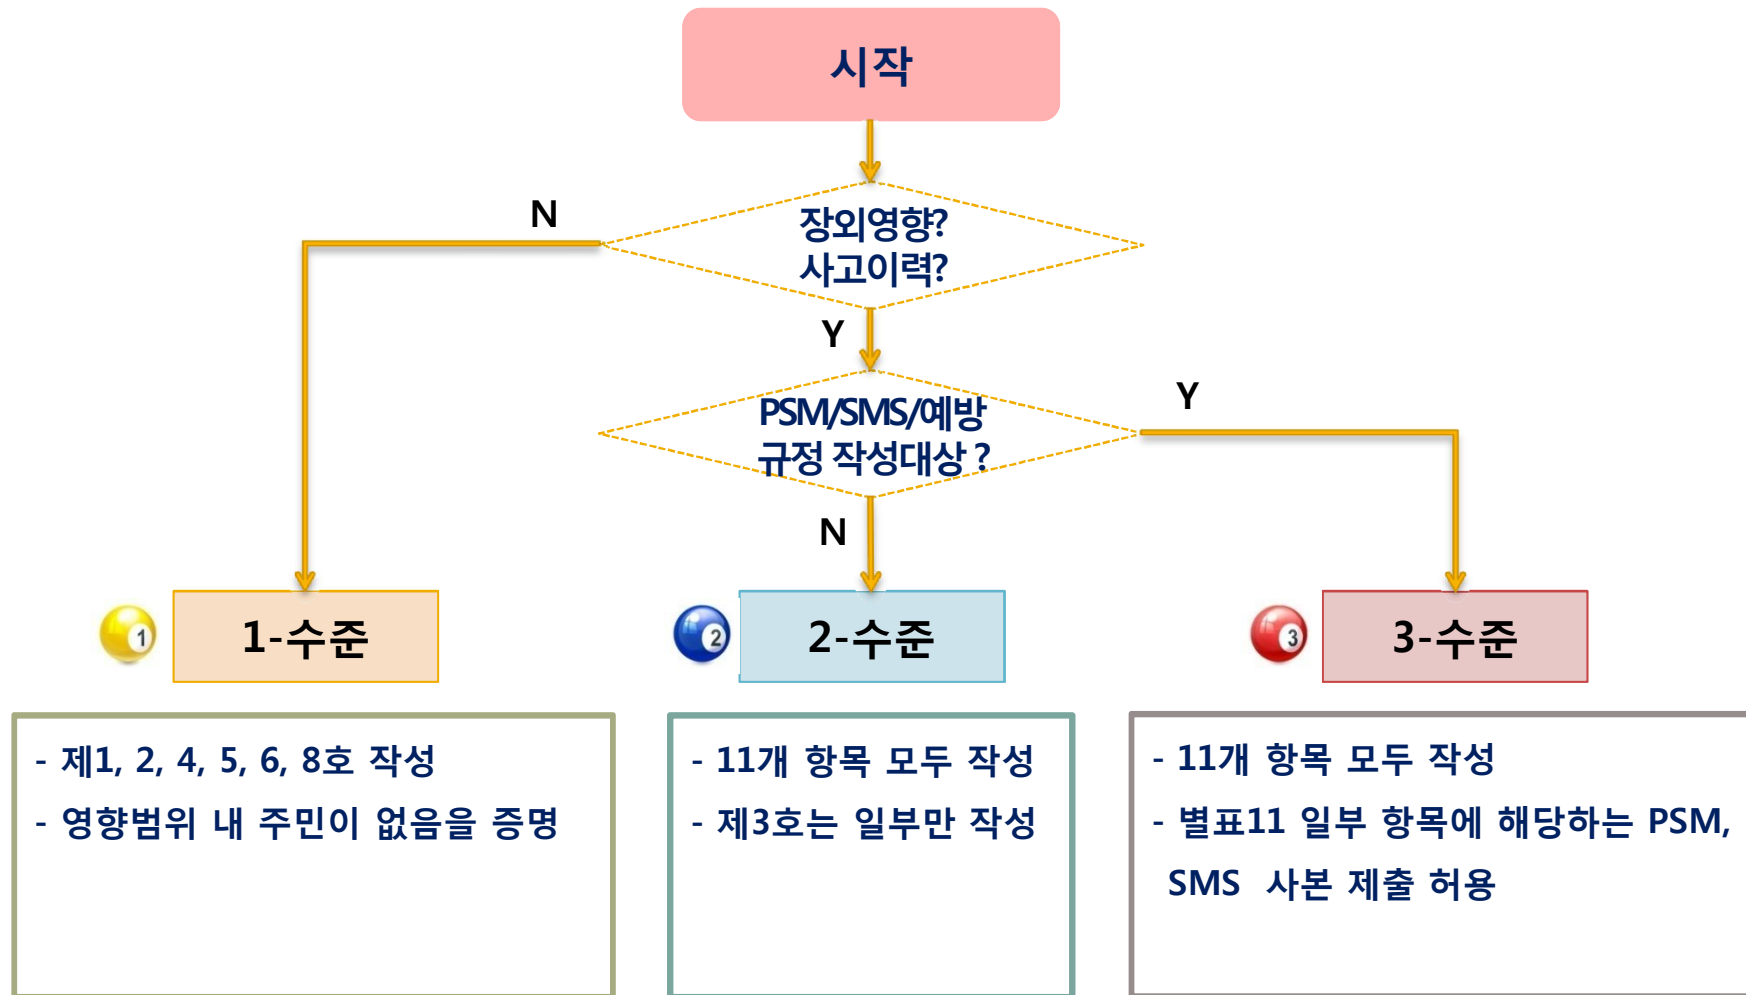 시작
N
장외영향?
사고이력?
Y
PSM/SMS/예방
규정 작성대상 ?
Y
N
1
1-수준
2
2-수준
3
3-수준
- 제1, 2, 4, 5, 6, 8호 작성
- 영향범위 내 주민이 없음을 증명
- 11개 항목 모두 작성
- 제3호는 일부만 작성
- 11개 항목 모두 작성
- 별표11 일부 항목에 해당하는 PSM,
SMS 사본 제출 허용